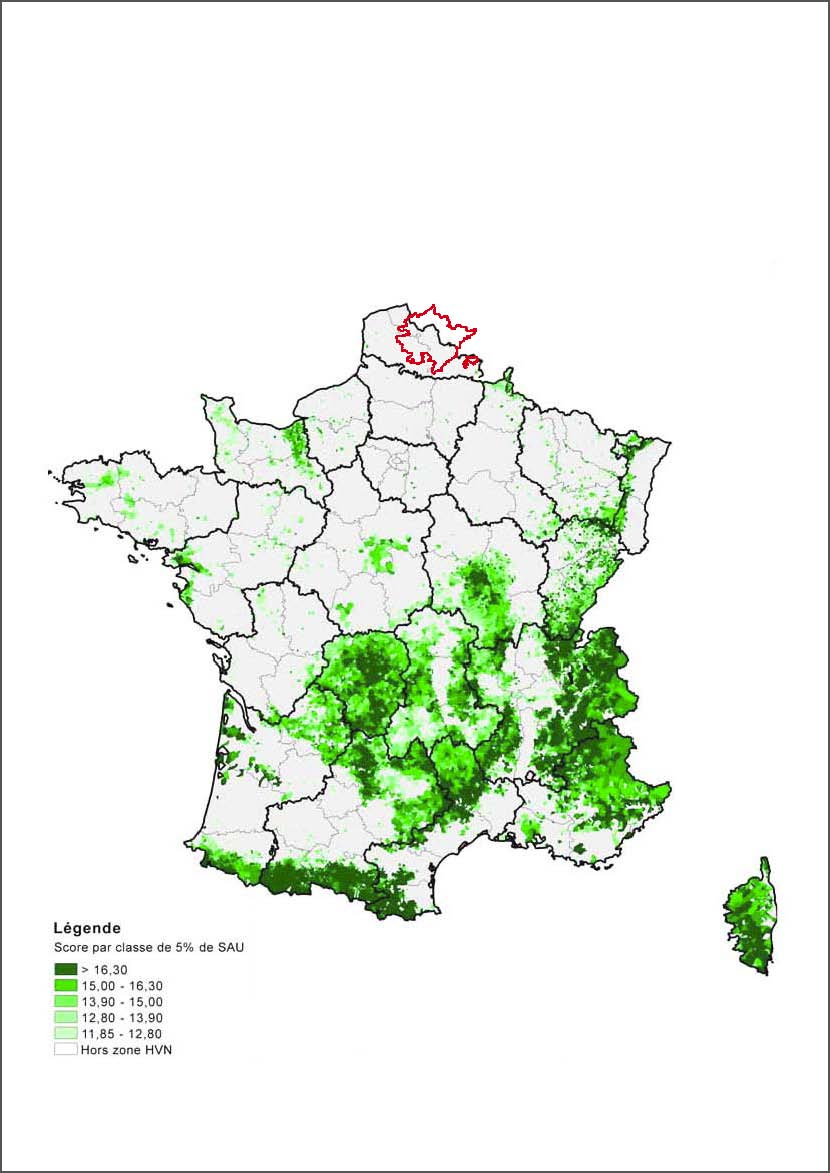 Légende
Score par classe de 5% de SAU
> 16,30
15,00 - 16,30
13,90 - 15,00
12,80 - 13,90
11,85 - 12,80
Hors zone HVN